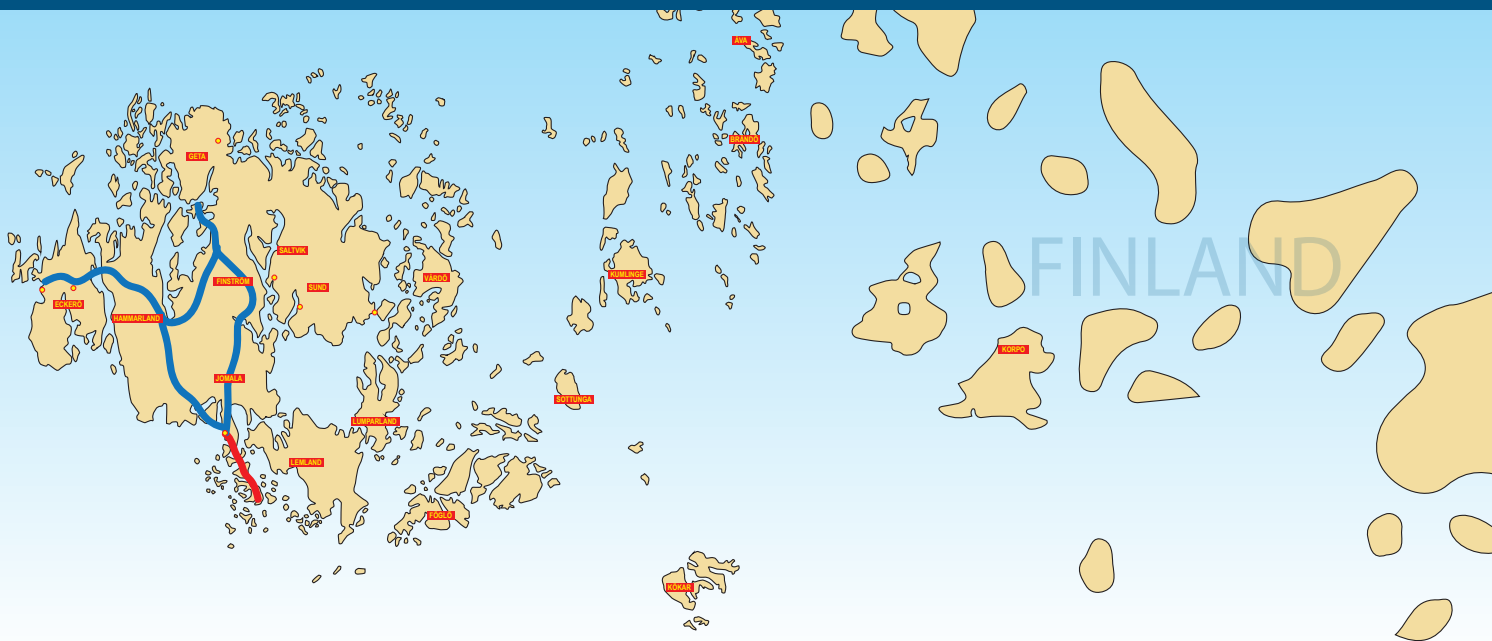 ÅVA
BRÄNDÖ
GETA
SALTVIK
FINLAND
KUMLINGE
VÅRDÖ
FINSTRÖM
SUND
ECKERÖ
HAMMARLAND
KORPO
JOMALA
SOTTUNGA
LUMPARLAND
LEMLAND
FÖGLÖ
KÖKAR